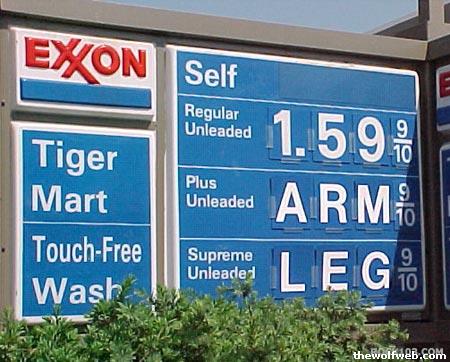 EXXON
Tiger
Mart
Touch-Free
Wash
Self
Regular
Unleaded
1.59 9/10
Plus
Unleaded
ARM 9/10
Supreme
Unleaded
LEG 9/10
thewolfweb.com